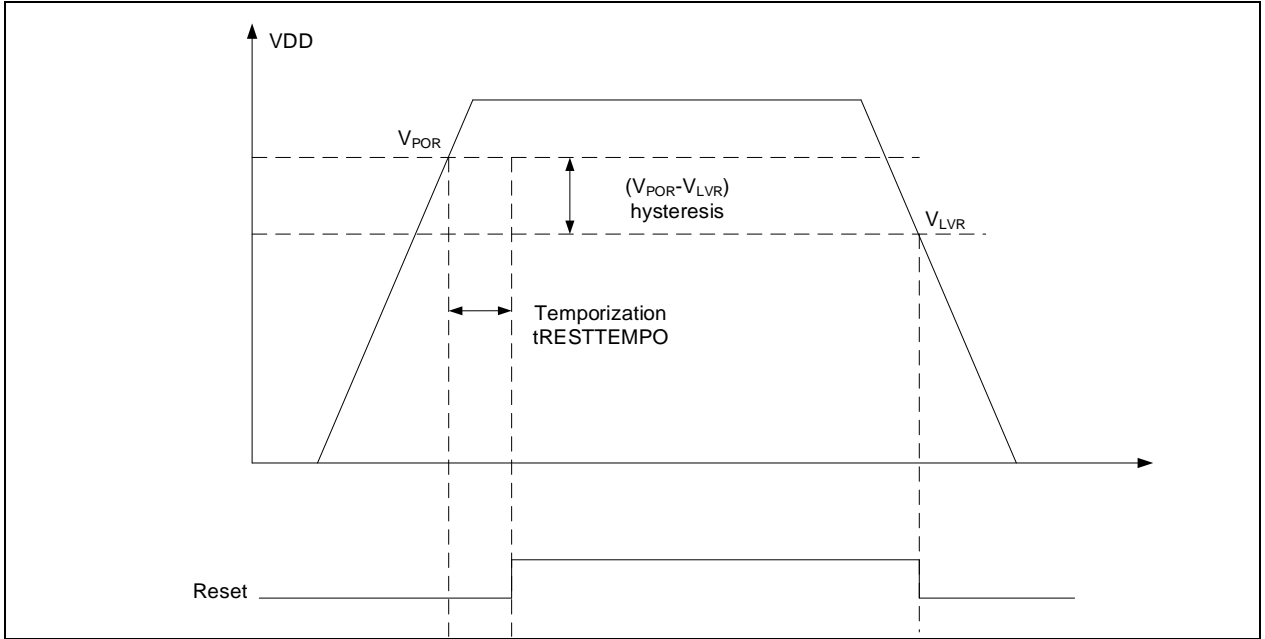 VDD
VPOR
(VPOR-VLVR)
hysteresis
VLVR
Temporization
tRESTTEMPO
Reset